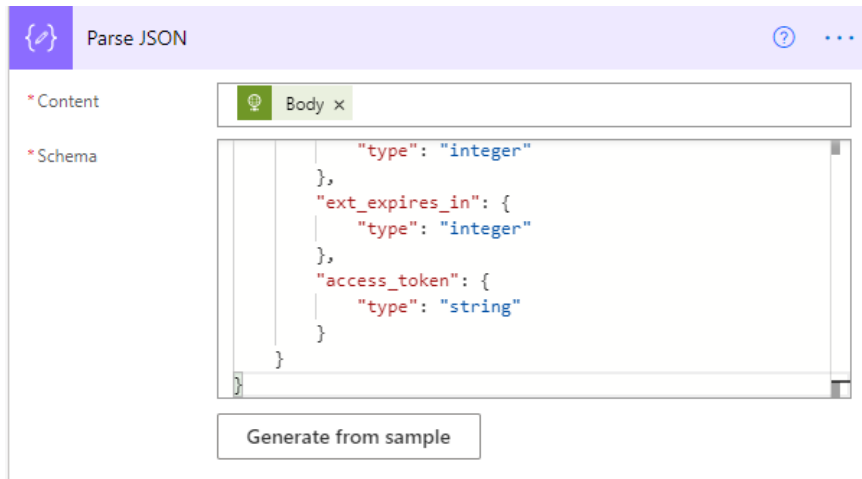 Parse JSON
* Content
Body ×
* Schema
"type": "integer"
},
"ext_expires_in": {
"type": "integer"
},
"access_token": {
"type": "string"
}
}
}
Generate from sample